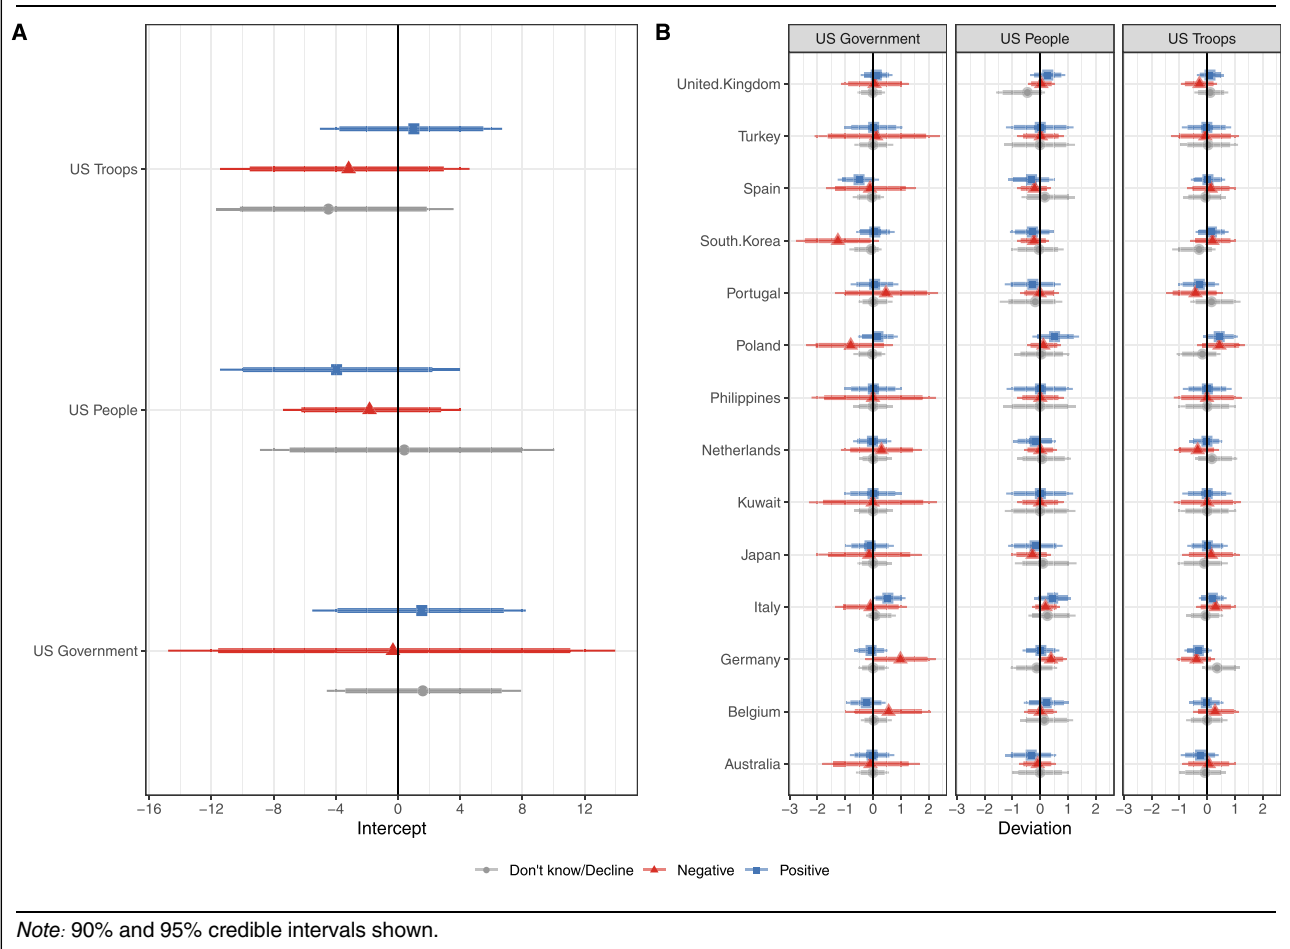 A
US Troops
US People
US Government
−16 −12 −8 −4 0 4 8 12
Intercept
B
US Government US People US Troops
United.Kingdom
Turkey
Spain
South.Korea
Portugal
Poland
Philippines
Netherlands
Kuwait
Japan
Italy
Germany
Belgium
Australia
−3 −2 −1 0 1 2 −3 −2 −1 0 1 2 −3 −2 −1 0 1 2
Deviation
Don't know/Decline Negative Positive
Note: 90% and 95% credible intervals shown.